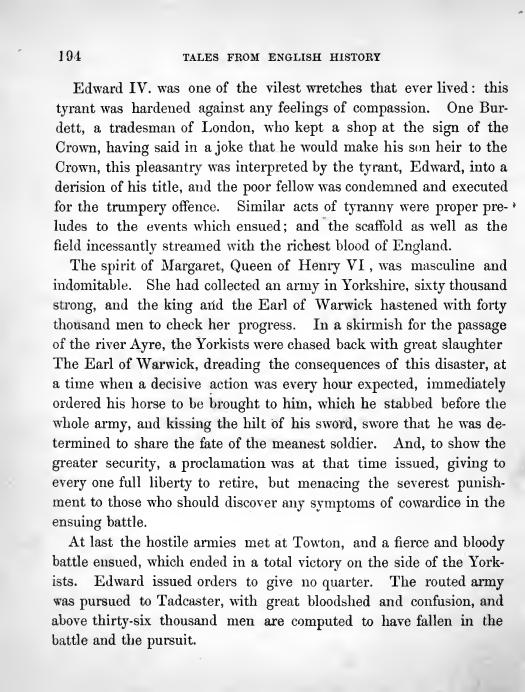 194 TALES FROM ENGLISH HISTORY
Edward IV. was one of the vilest wretches that ever lived: this
tyrant was hardened against any feelings of compassion. One Bur-
dett, a tradesman of London, who kept a shop at the sign of the
Crown, having said in a joke that he would make his son heir to the
Crown, this pleasantry was interpreted by the tyrant, Edward, into a
derision of his title, and the poor fellow was condemned and executed
for the trumpery offence. Similar acts of tyranny were proper pre-
ludes to the events which ensued; and the scaffold as well as the
field incessantly streamed with the richest blood of England.
The spirit of Margaret, Queen of Henry VI , was masculine and
indomitable. She had collected an army in Yorkshire, sixty thousand
strong, and the king and the Earl of Warwick hastened with forty
thousand men to check her progress. In a skirmish for the passage
of the river Ayre, the Yorkists were chased back with great slaughter
The Earl of Warwick, dreading the consequences of this disaster, at
a time when a decisive action was every hour expected, immediately
ordered his horse to be brought to him, which he stabbed before the
whole army, and kissing the hilt of his sword, swore that he was de-
termined to share the fate of the meanest soldier. And, to show the
greater security, a proclamation was at that time issued, giving to
every one full liberty to retire, but menacing the severest punish-
ment to those who should discover any symptoms of cowardice in the
ensuing battle.
At last the hostile armies met at Towton, and a fierce and bloody
battle ensued, which ended in a total victory on the side of the York-
ists. Edward issued orders to give no quarter. The routed army
was pursued to Tadcaster, with great bloodshed and confusion, and
above thirty-six thousand men are computed to have fallen in the
battle and the pursuit.